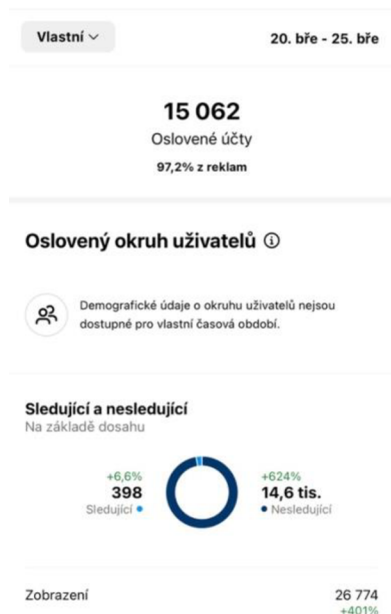 Vlastní
20. bře - 25. bře
15 062
Oslovené účty
97,2% z reklam
Oslovený okruh uživatelů
Demografické údaje o okruhu uživatelů nejsou
dostupné pro vlastní časová období.
Sledující a nesledující
Na základě dosahu
+6,6%
398
Sledující
+624%
14,6 tis.
Nesledující
Zobrazení
26 774
+401%